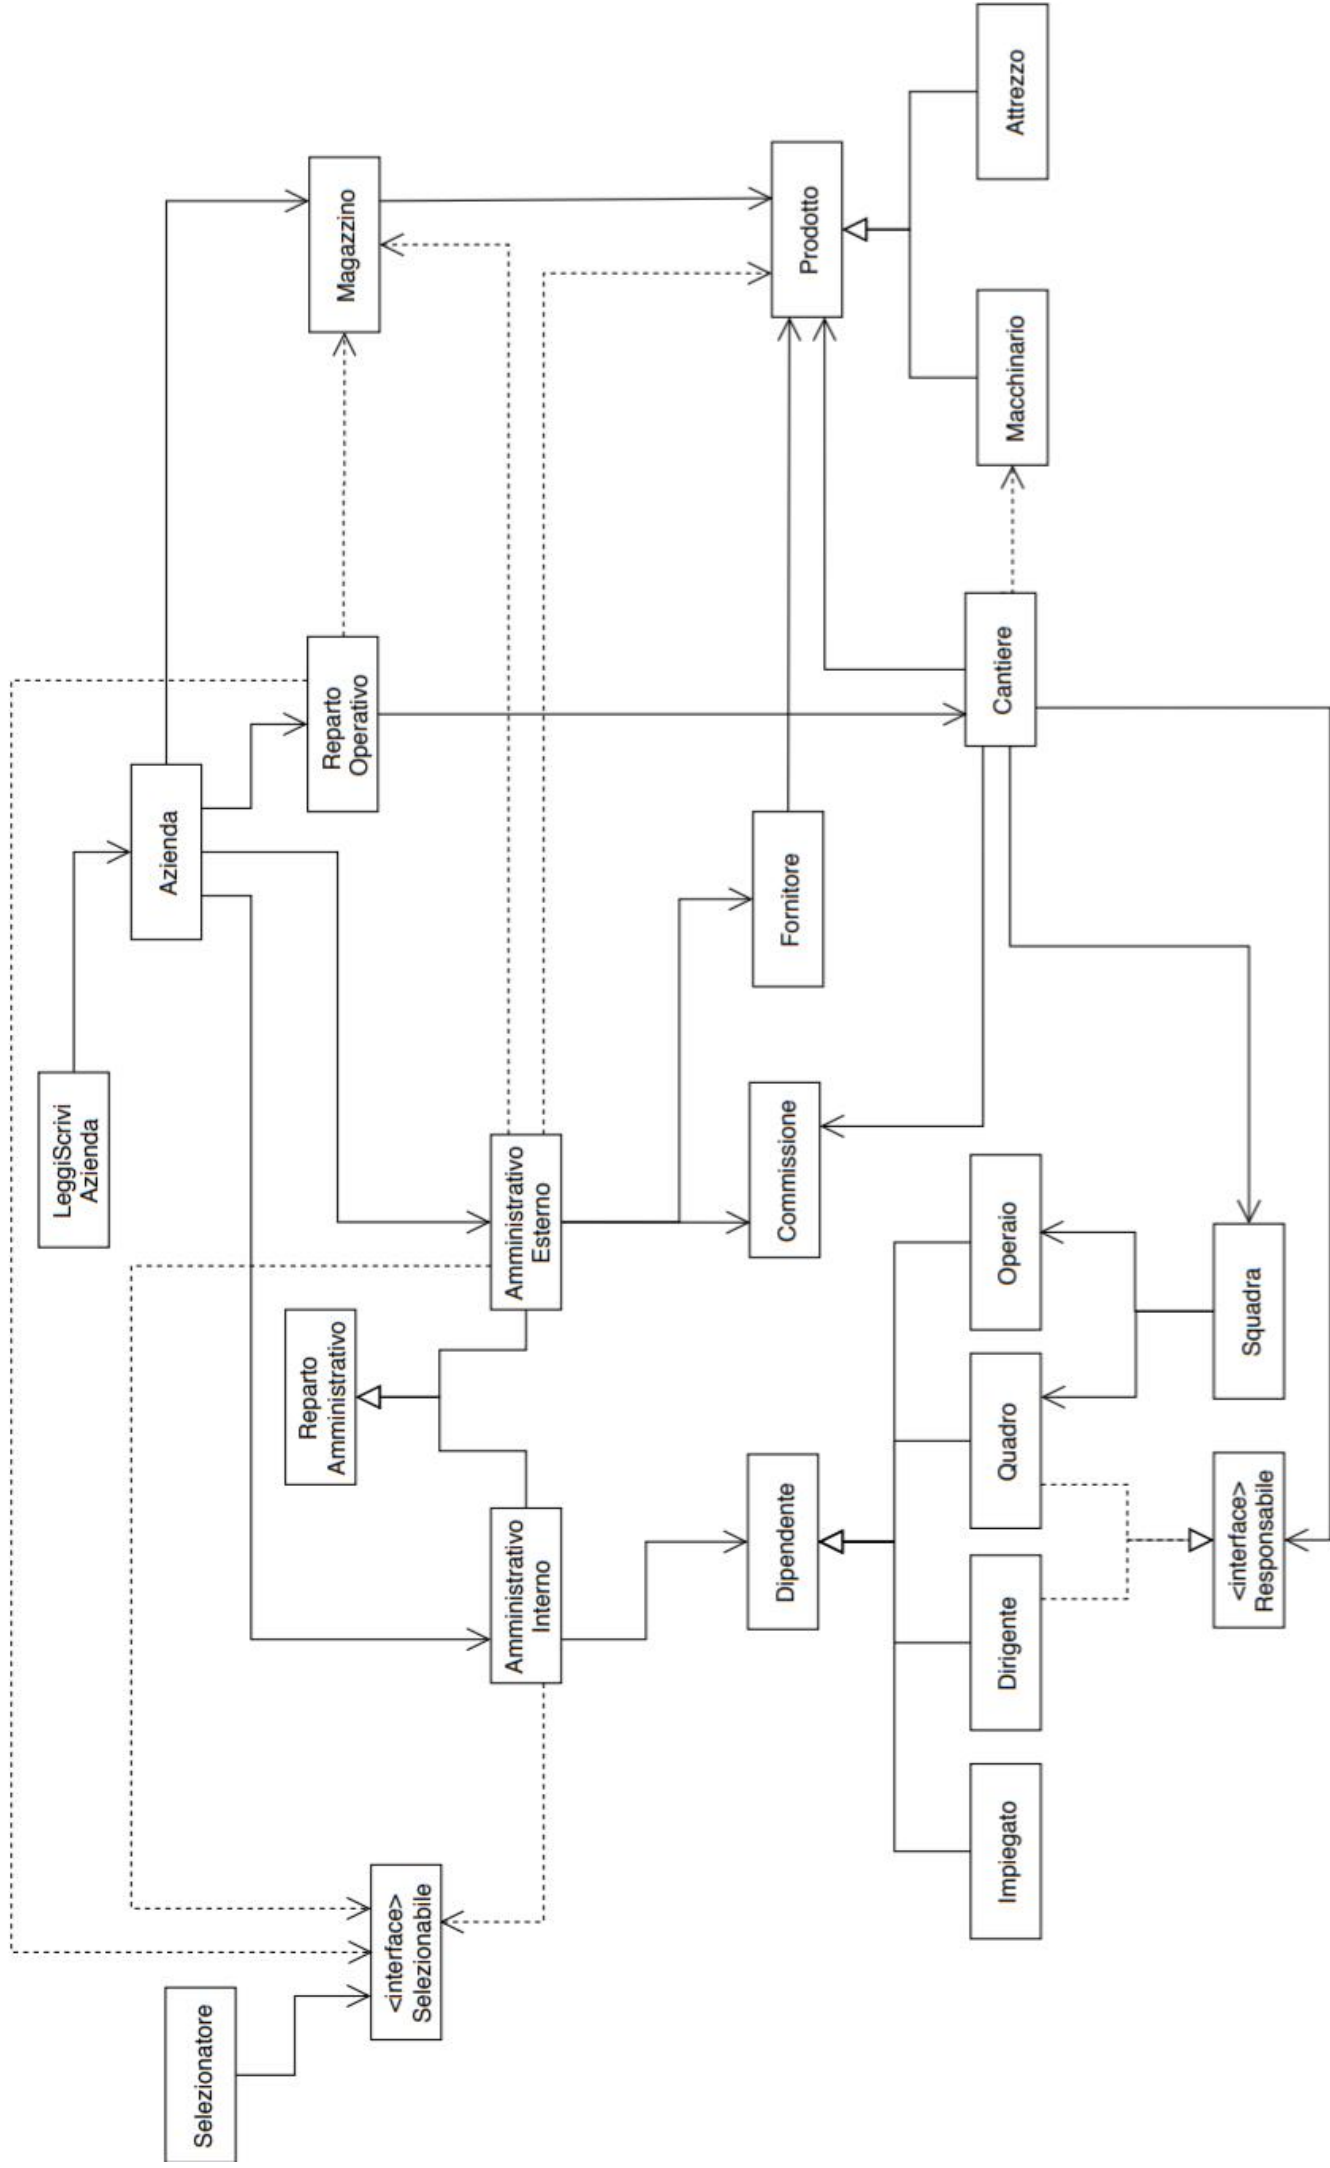 LeggiScrivi
Azienda
Azienda
Selezionatore
Reparto
Amministrativo
Reparto
Operativo
Magazzino
<interface>
Selezionabile
Amministrativo
Interno
Amministrativo
Esterno
Dipendente
Commissione
Fornitore
Prodotto
Impiegato
Dirigente
Quadro
Operaio
Cantiere
Macchinario
Attrezzo
<interface>
Responsabile
Squadra